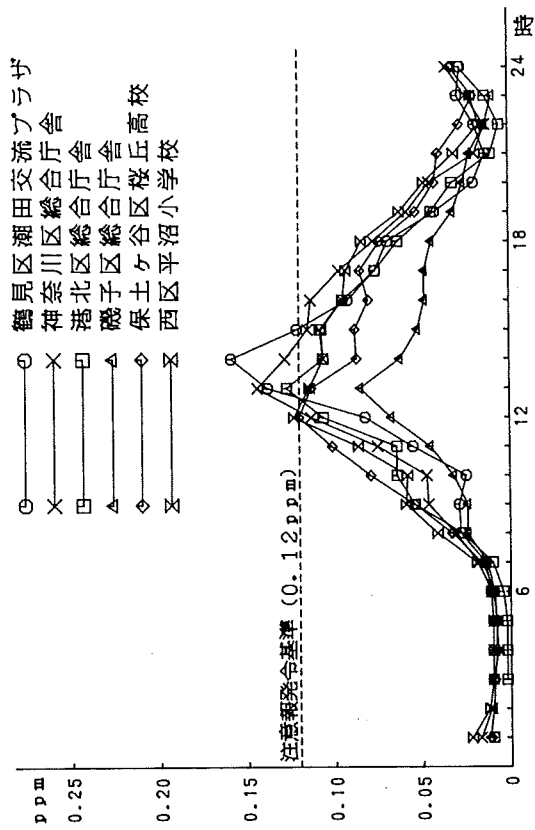 ppm
0.25
0.20
0.15
0.10
0.05
0
6
12
18
24
時
鶴見区潮田交流プラザ
神奈川区総合庁舎
港北区総合庁舎
磯子区総合庁舎
保土ヶ谷区桜丘高校
西区平沼小学校
注意報発令基準(0.12ppm)